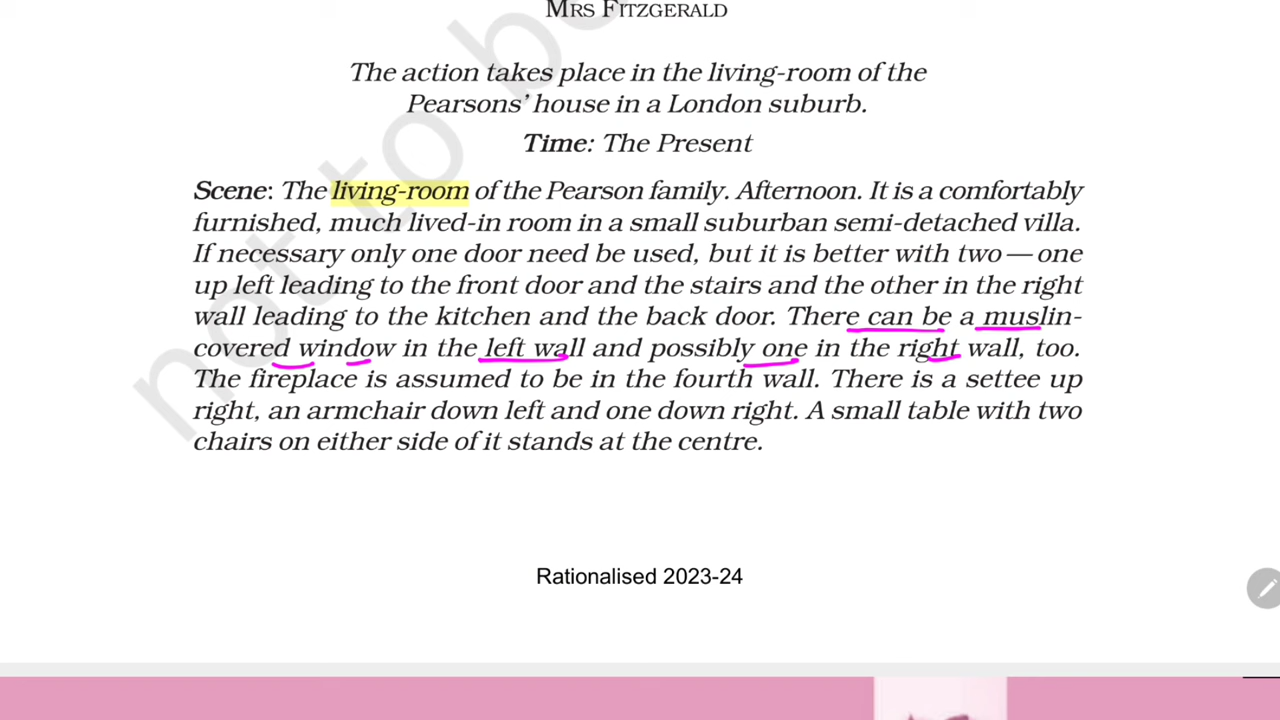 MRS FITZGERALD
The action takes place in the living-room of the
Pearsons’ house in a London suburb.
Time: The Present
Scene: The living-room of the Pearson family. Afternoon. It is a comfortably
furnished, much lived-in room in a small suburban semi-detached villa.
If necessary only one door need be used, but it is better with two — one
up left leading to the front door and the stairs and the other in the right
wall leading to the kitchen and the back door. There can be a muslin-
covered window in the left wall and possibly one in the right wall, too.
The fireplace is assumed to be in the fourth wall. There is a settee up
right, an armchair down left and one down right. A small table with two
chairs on either side of it stands at the centre.
Rationalised 2023-24
not to be